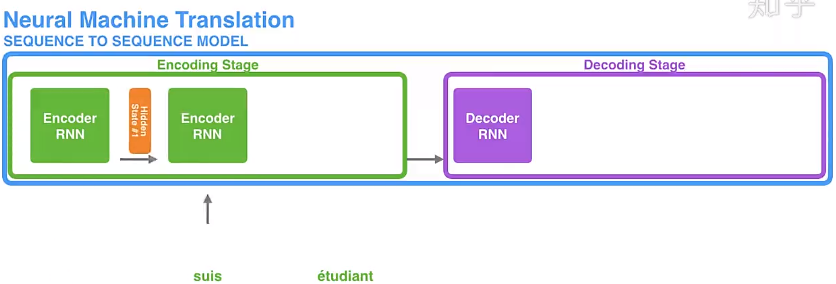 知乎
Neural Machine Translation
SEQUENCE TO SEQUENCE MODEL
Encoding Stage
Decoding Stage
Encoder
RNN
Hidden
State #1
Encoder
RNN
Decoder
RNN
suis
étudiant